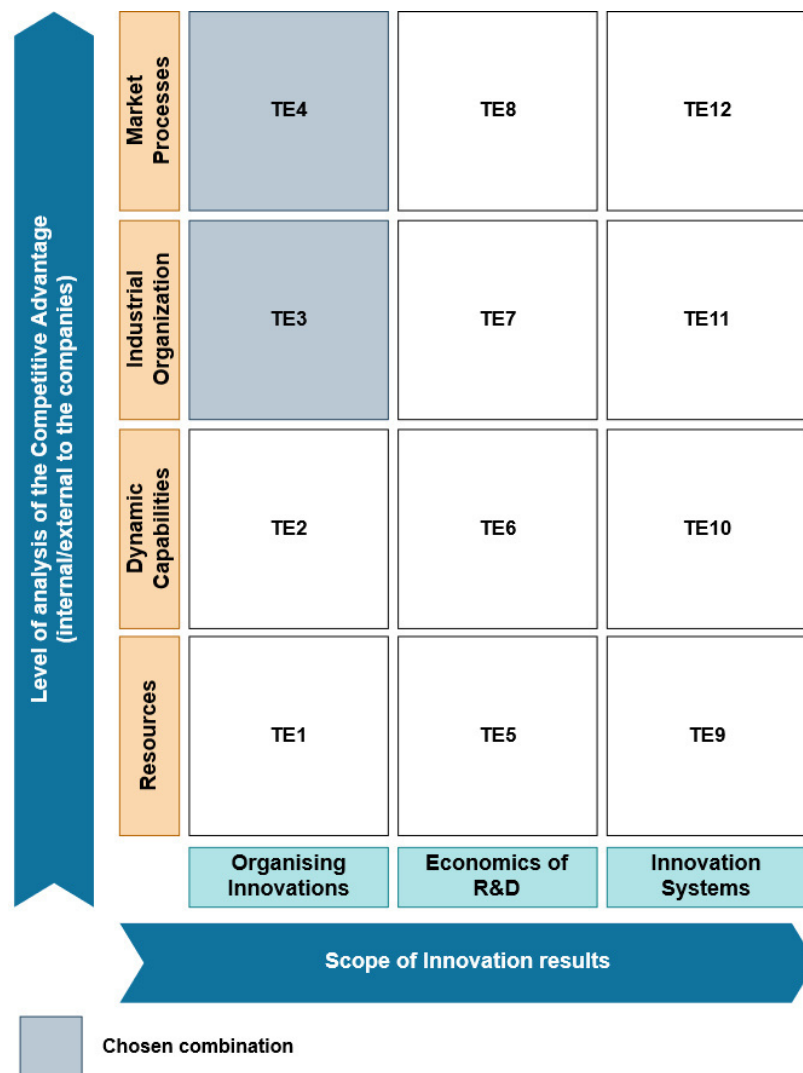 Level of analysis of the Competitive Advantage
(internal/external to the companies)
Market
Processes
TE4
TE8
TE12
Industrial
Organization
TE3
TE7
TE11
Dynamic
Capabilities
TE2
TE6
TE10
Resources
TE1
TE5
TE9
Organising
Innovations
Economics of
R&D
Innovation
Systems
Scope of Innovation results
Chosen combination